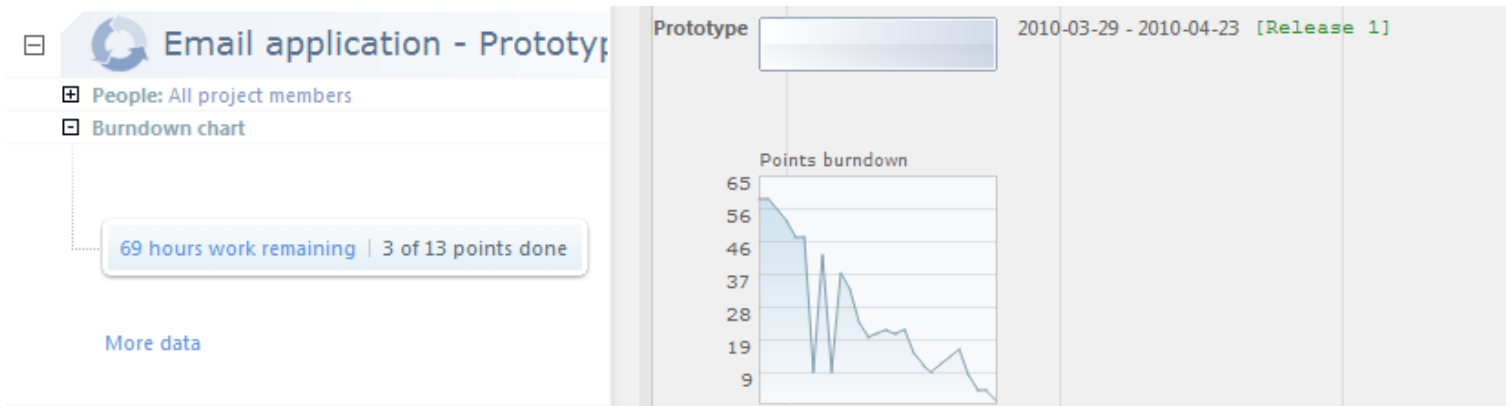 Email application - Prototyp
People: All project members
Burndown chart
69 hours work remaining | 3 of 13 points done
More data
Prototype
2010-03-29 - 2010-04-23 [Release 1]
Points burndown
65
56
46
37
28
19
9